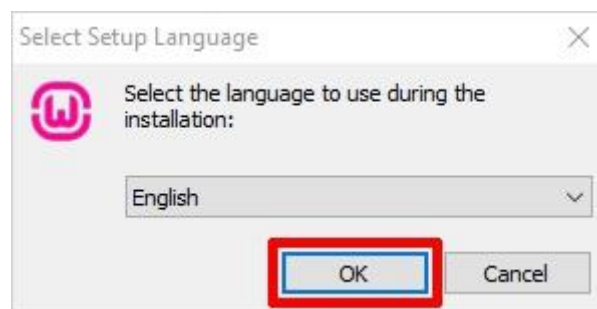 Select Setup Language
Select the language to use during the
installation:
English
OK
Cancel